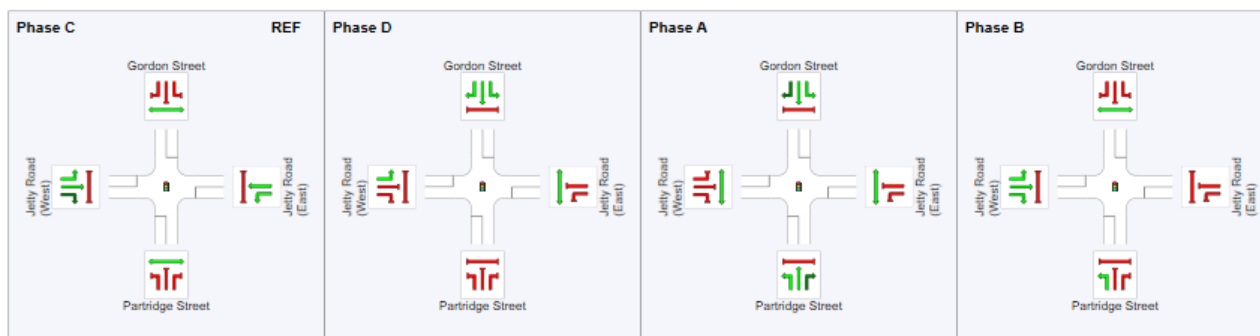 Phase C REF
Gordon Street
Jetty Road
(West)
Jetty Road
(East)
Partridge Street
Phase D
Gordon Street
Jetty Road
(West)
Jetty Road
(East)
Partridge Street
Phase A
Gordon Street
Jetty Road
(West)
Jetty Road
(East)
Partridge Street
Phase B
Gordon Street
Jetty Road
(West)
Jetty Road
(East)
Partridge Street